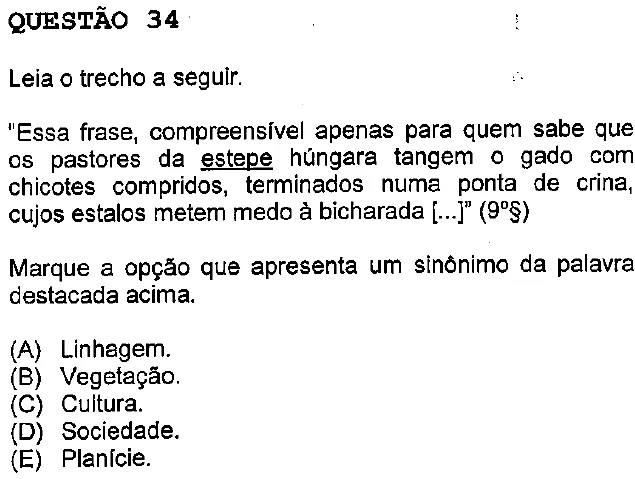 QUESTÃO 34
Leia o trecho a seguir.
"Essa frase, compreensível apenas para quem sabe que
os pastores da estepe húngara tangem o gado com
chicotes compridos, terminados numa ponta de crina,
cujos estalos metem medo à bicharada [...]" (9º§)
Marque a opção que apresenta um sinônimo da palavra
destacada acima.
(A) Linhagem.
(B) Vegetação.
(C) Cultura.
(D) Sociedade.
(E) Planície.